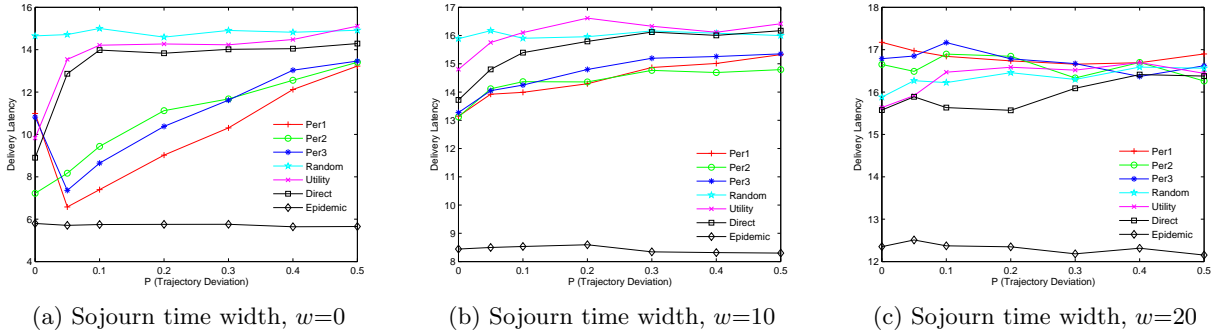 16
14
12
10
8
6
4
Delivery Latency
0
0.1
0.2
0.3
0.4
0.5
P (Trajectory Deviation)
Per1
Per2
Per3
Random
Utility
Direct
Epidemic
(a) Sojourn time width, w=0
17
16
15
14
13
12
11
10
9
8
Delivery Latency
0
0.1
0.2
0.3
0.4
0.5
P (Trajectory Deviation)
Per1
Per2
Per3
Random
Utility
Direct
Epidemic
(b) Sojourn time width, w=10
18
17
16
15
14
13
12
Delivery Latency
0
0.1
0.2
0.3
0.4
0.5
P (Trajectory Deviation)
Per1
Per2
Per3
Random
Utility
Direct
Epidemic
(c) Sojourn time width, w=20